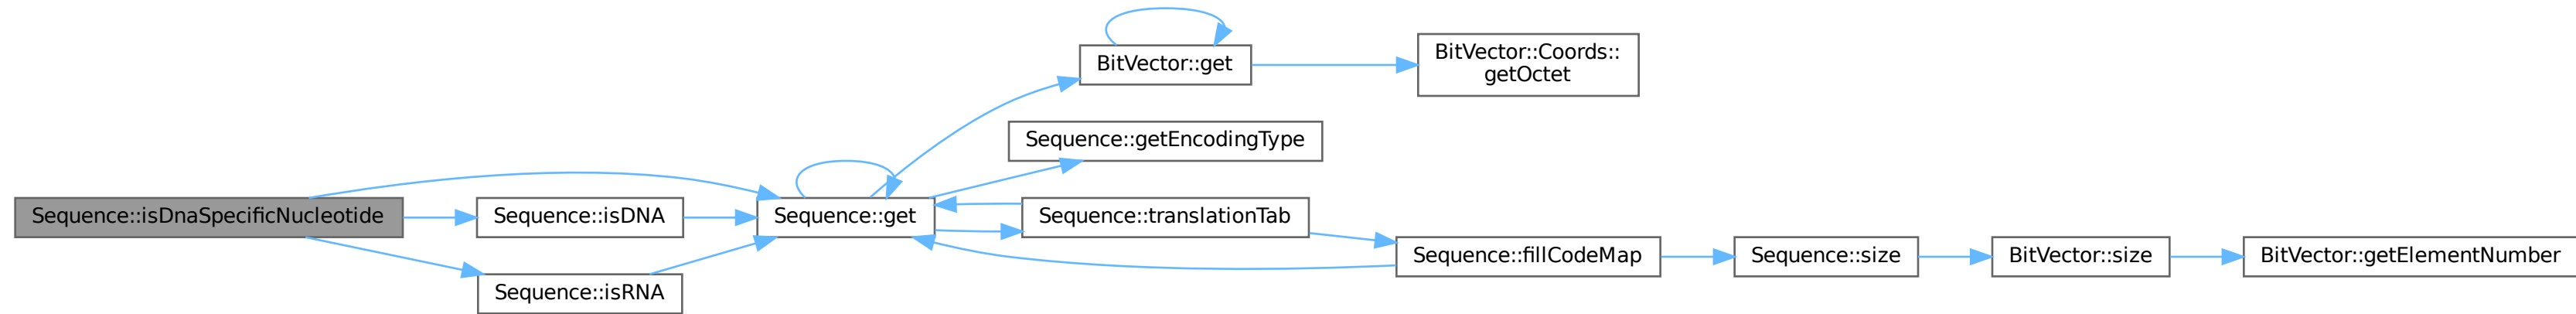 BitVector::get
BitVector::Coords::
getOctet
Sequence::getEncodingType
Sequence::isDnaSpecificNucleotide
Sequence::isDNA
Sequence::get
Sequence::translationTab
Sequence::fillCodeMap
Sequence::size
BitVector::size
BitVector::getElementNumber
Sequence::isRNA